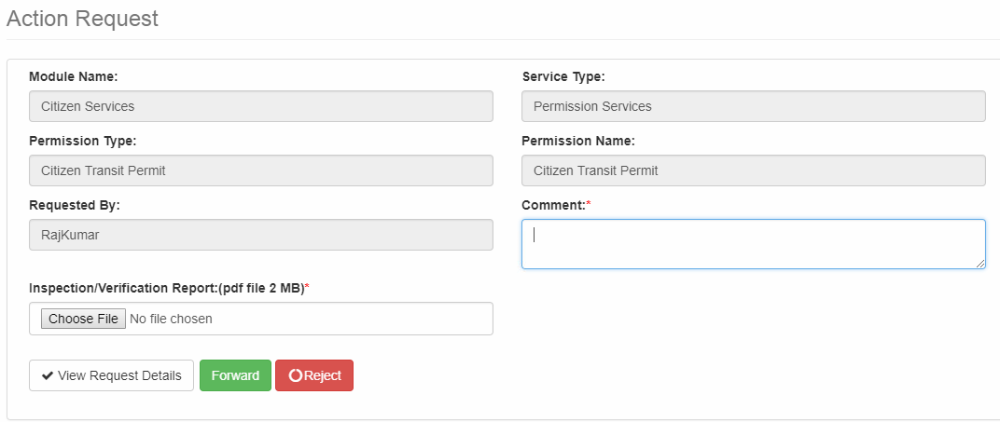 Action Request
Module Name:
Service Type:
Citizen Services
Permission Services
Permission Type:
Permission Name:
Citizen Transit Permit
Citizen Transit Permit
Requested By:
Comment:*
RajKumar
Inspection/Verification Report:(pdf file 2 MB)*
Choose File No file chosen
View Request Details Forward Reject